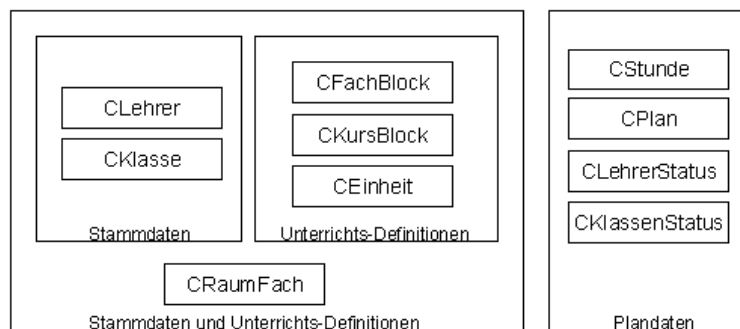 CLehrer
CKlasse
Stammdaten
CFachBlock
CKursBlock
CEinheit
Unterrichts-Definitionen
CRaumFach
Stammdaten und Unterrichts-Definitionen
CStunde
CPlan
CLehrerStatus
CKlassenStatus
Plandaten